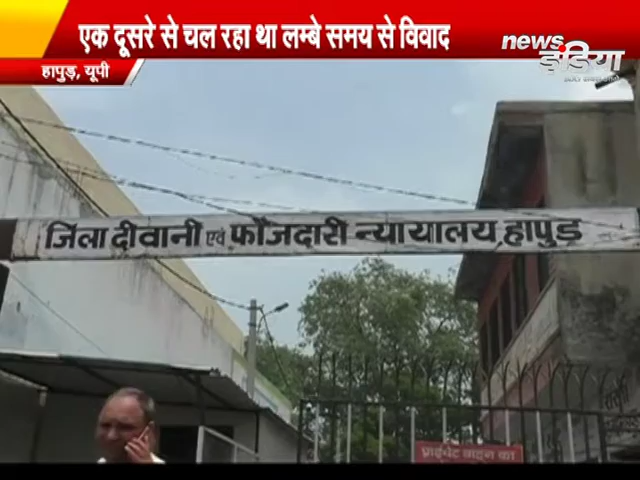 एक दूसरे से चल रहा था लम्बे समय से विवाद
news
इंडिया
हापुड़, यूपी
जिला दीवानी एवं फौजदारी न्यायालय, हापुड़
प्राईवेट वाहन का